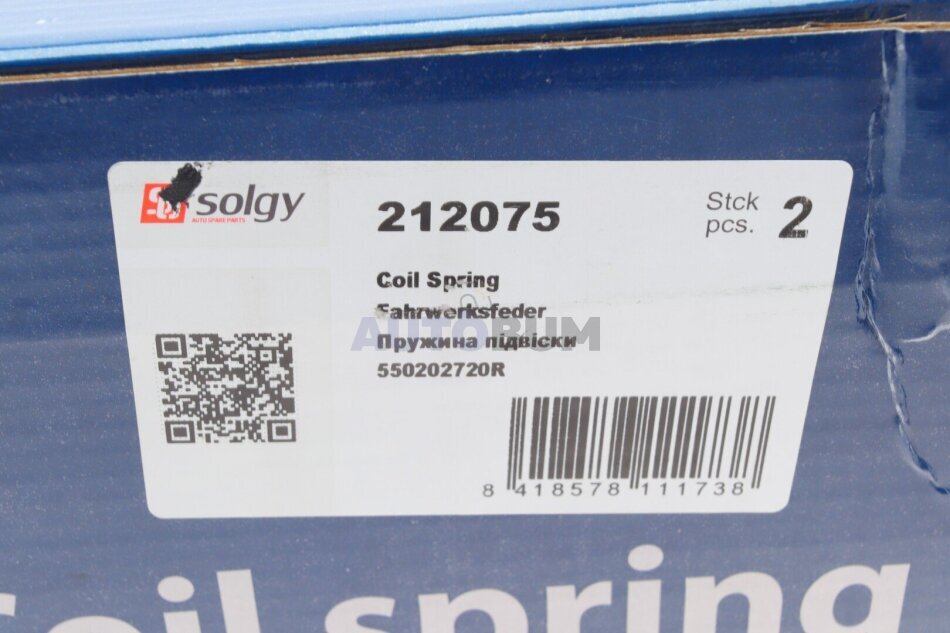 solgy
AUTO SPARE PARTS
212075
Stck
pcs. 2
Coil Spring
Fahrwerksfeder
AUTOBUM
Пружина підвіски
550202720R
8 418578 111738
Coil spring